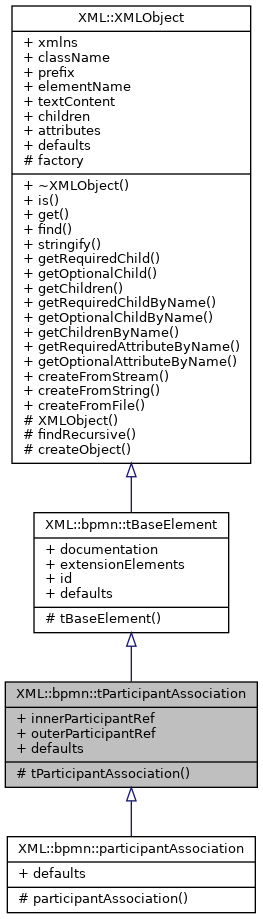 XML::XMLObject
+ xmlns
+ className
+ prefix
+ elementName
+ textContent
+ children
+ attributes
+ defaults
# factory
+ ~XMLObject()
+ is()
+ get()
+ find()
+ stringify()
+ getRequiredChild()
+ getOptionalChild()
+ getChildren()
+ getRequiredChildByName()
+ getOptionalChildByName()
+ getChildrenByName()
+ getRequiredAttributeByName()
+ getOptionalAttributeByName()
+ createFromStream()
+ createFromString()
+ createFromFile()
# XMLObject()
# findRecursive()
# createObject()
XML::bpmn::tBaseElement
+ documentation
+ extensionElements
+ id
+ defaults
# tBaseElement()
XML::bpmn::tParticipantAssociation
+ innerParticipantRef
+ outerParticipantRef
+ defaults
# tParticipantAssociation()
XML::bpmn::participantAssociation
+ defaults
# participantAssociation()